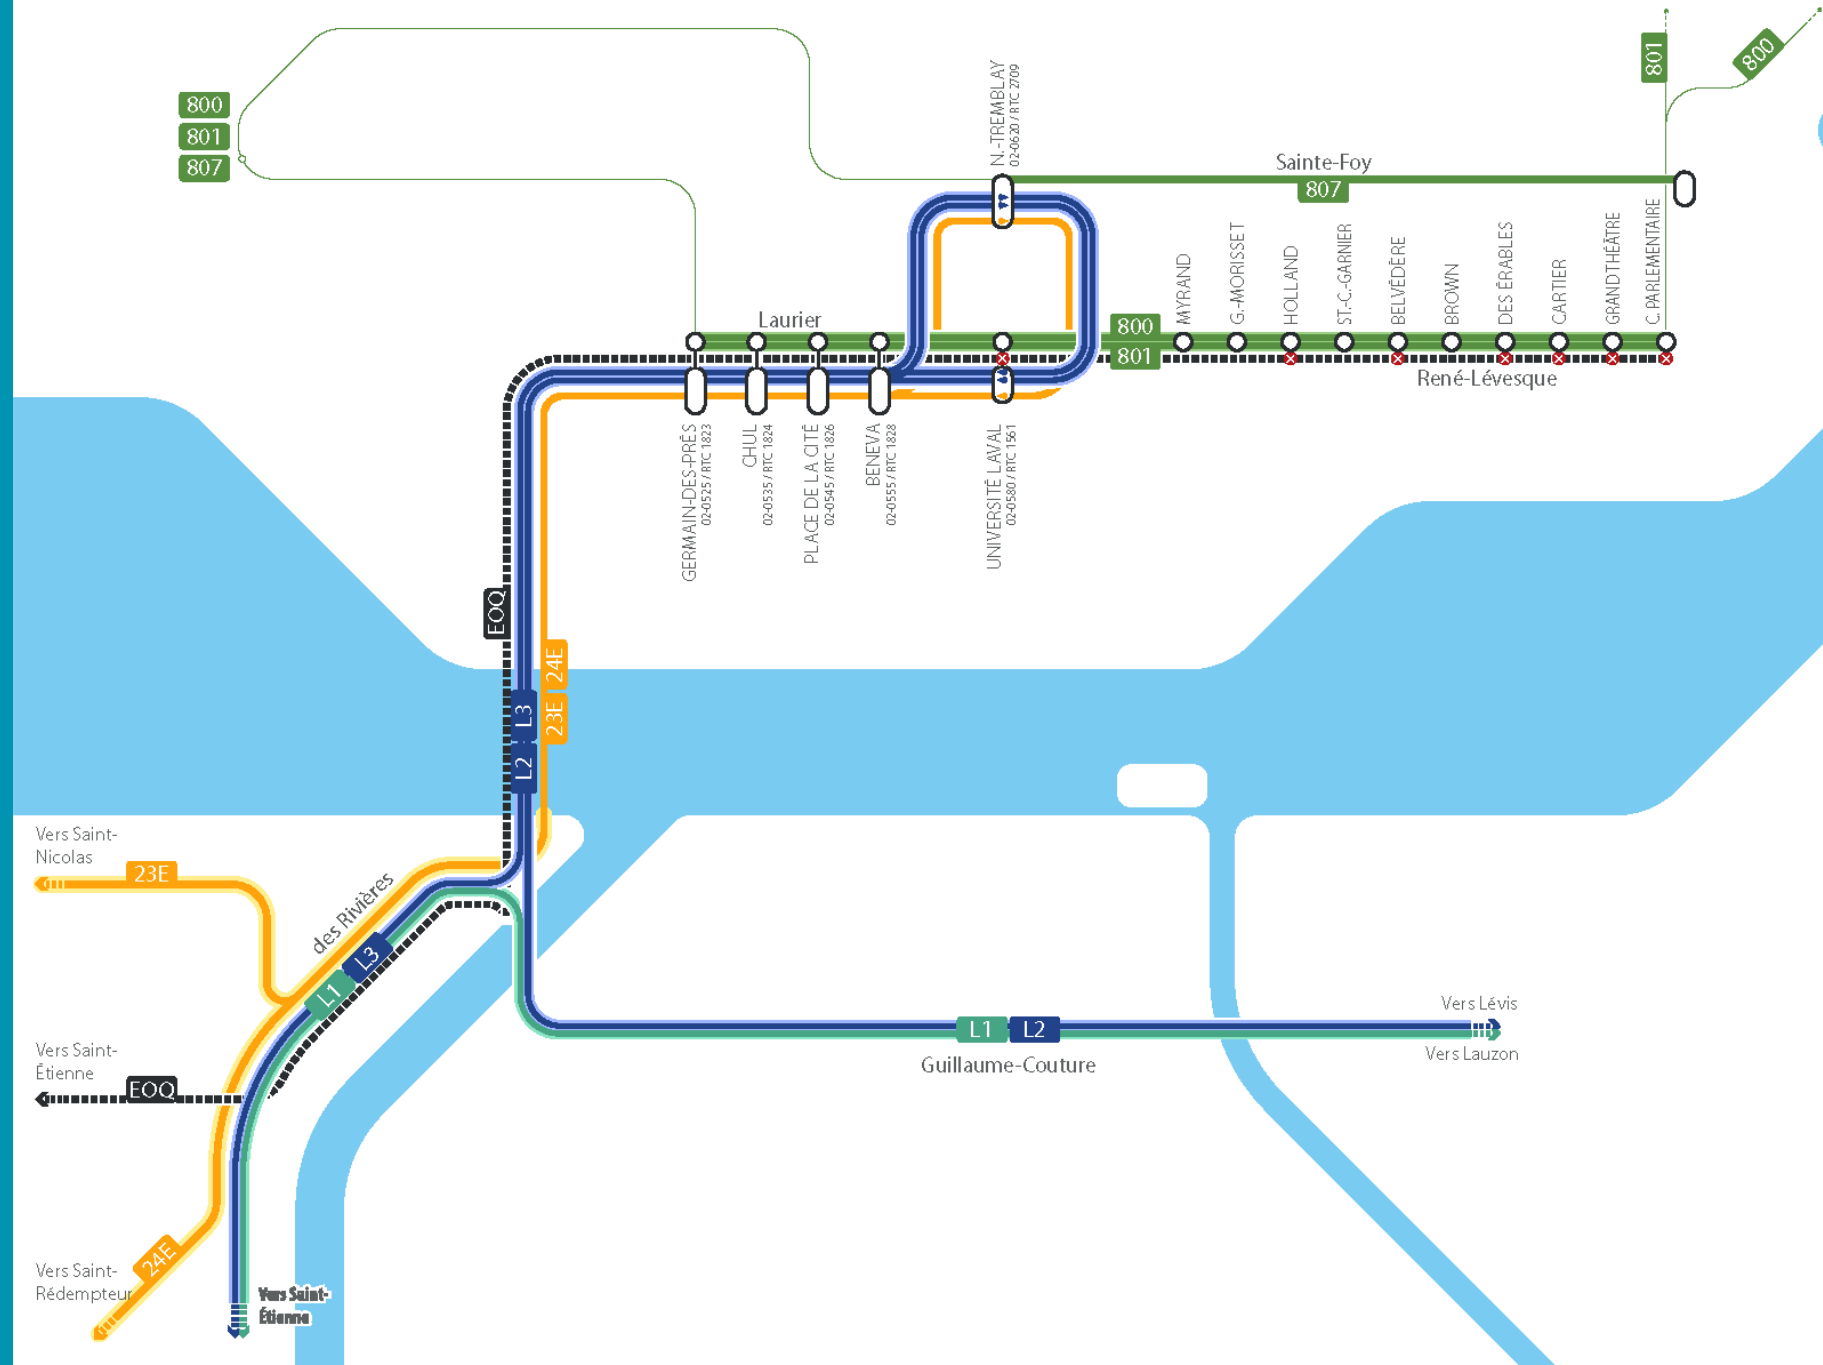 801
800
800
801
807
N.-TREMBLAY
02-0620 / RTC 2709
Sainte-Foy
807
Laurier
800
801
MYRAND
G.-MORISSET
HOLLAND
ST.-C.-GARNIER
BELVÉDÈRE
BROWN
DES ÉRABLES
CARTIER
GRAND THÉÂTRE
C. PARLEMENTAIRE
René-Lévesque
GERMAIN-DES-PRÉS
02-0525 / RTC 1823
CHUL
02-0535 / RTC 1824
PLACE DE LA CITÉ
02-0545 / RTC 1826
BENEVA
02-0555 / RTC 1828
UNIVERSITÉ LAVAL
02-0580 / RTC 1561
EOQ
24E
23E
L3
L2
Vers Saint-
Nicolas
23E
des Rivières
L3
L1
Vers Saint-
Étienne
EOQ
L1
L2
Guillaume-Couture
Vers Lévis
Vers Lauzon
24E
Vers Saint-
Rédempteur
Vers Saint-
Étienne